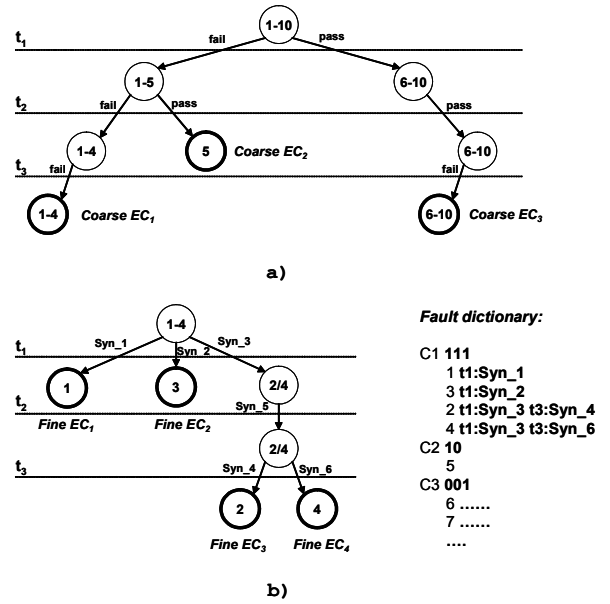 1-10
t1
fail
pass
1-5
6-10
t2
fail
pass
pass
1-4
5
Coarse EC2
6-10
t3
fail
fail
1-4
Coarse EC1
6-10
Coarse EC3
a)
1-4
Syn_1
Syn_2
Syn_3
t1
1
3
2/4
t2
Syn_5
Fine EC1
Fine EC2
2/4
t3
Syn_4
Syn_6
2
4
Fine EC3
Fine EC4
b)
Fault dictionary:
C1 111
1 t1:Syn_1
3 t1:Syn_2
2 t1:Syn_3 t3:Syn_4
4 t1:Syn_3 t3:Syn_6
C2 10
5
C3 001
6 ......
7 ......
....